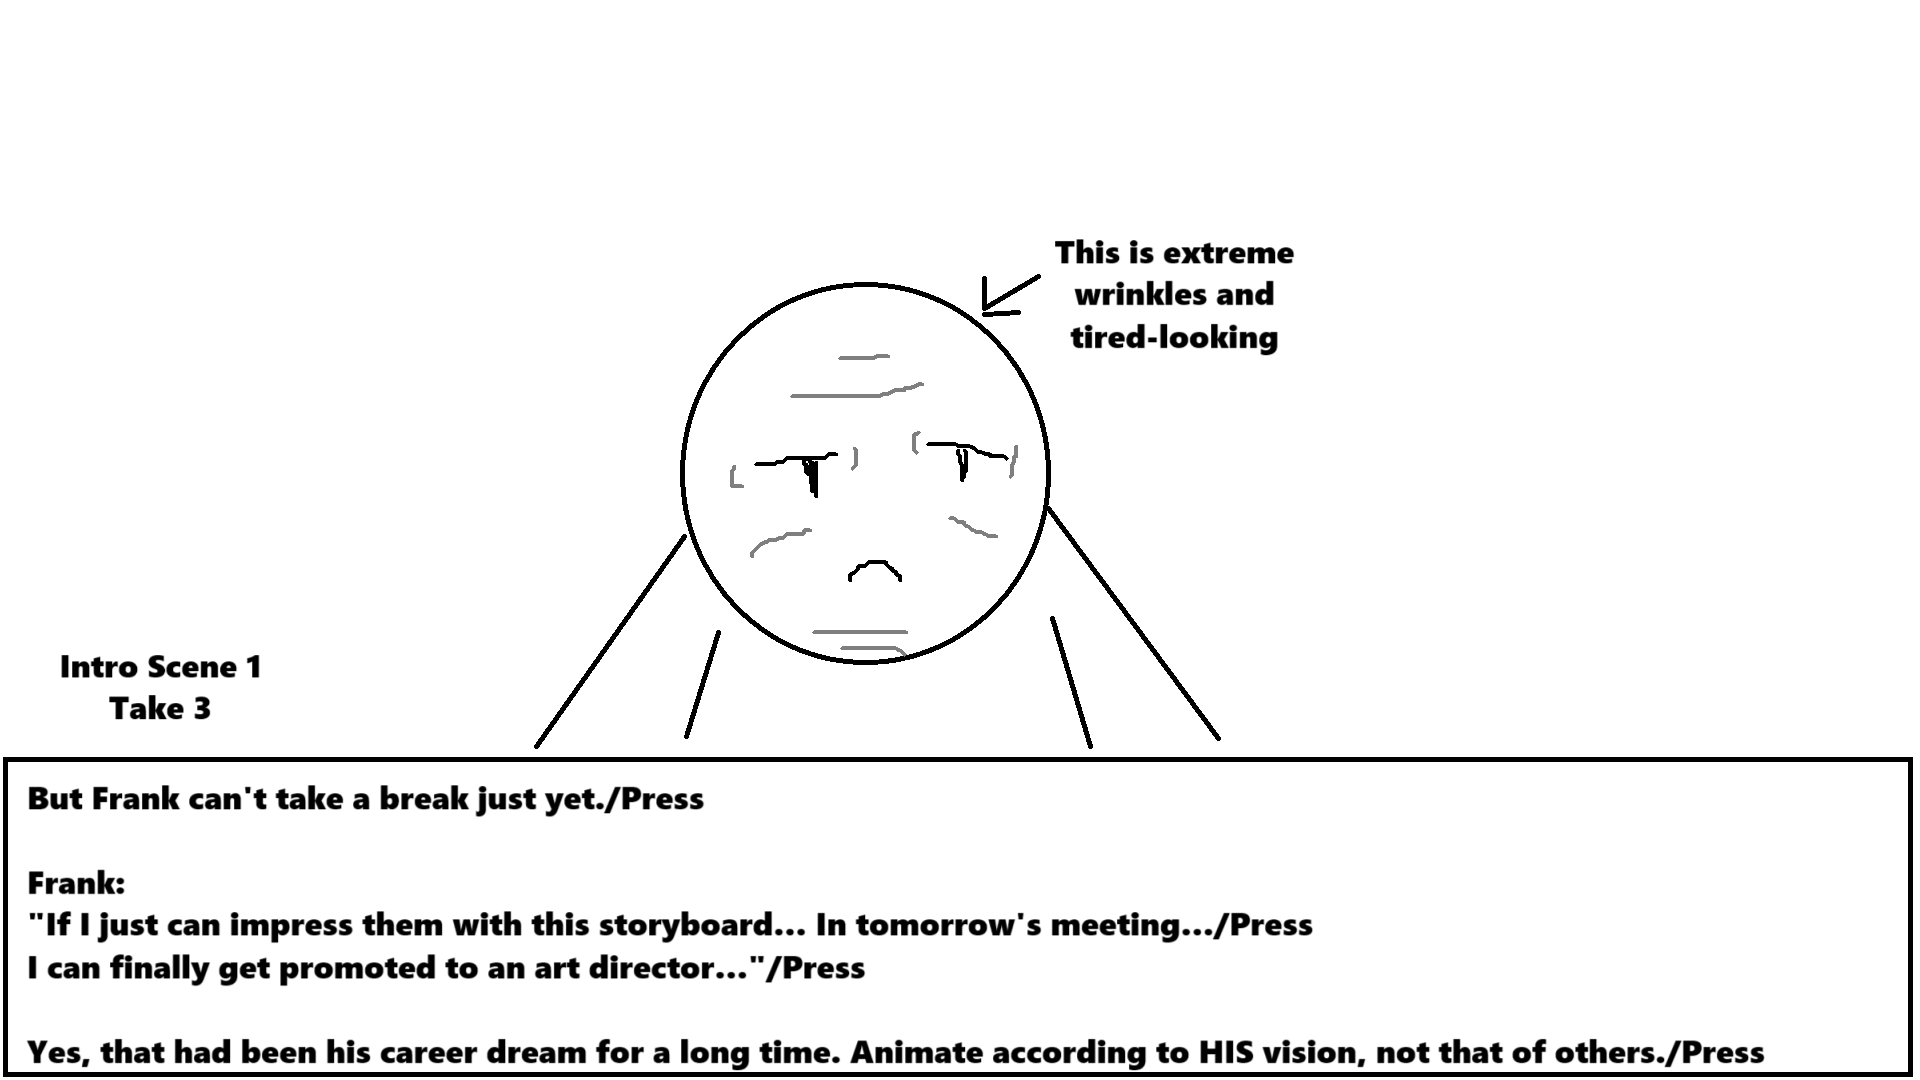 This is extreme
wrinkles and
tired-looking
Intro Scene 1
Take 3
But Frank can't take a break just yet./Press
Frank:
"If I just can impress them with this storyboard... In tomorrow's meeting.../Press
I can finally get promoted to an art director..."/Press
Yes, that had been his career dream for a long time. Animate according to HIS vision, not that of others./Press